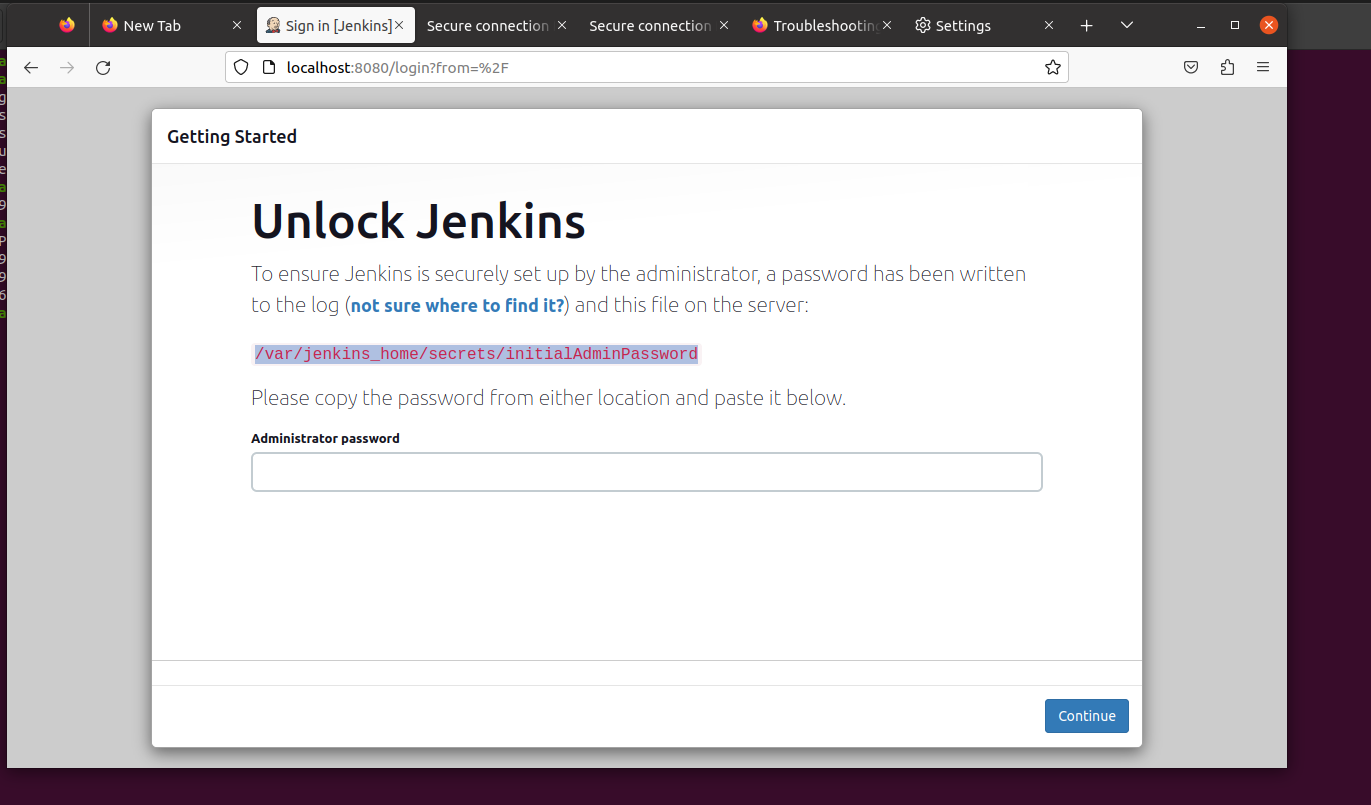 New Tab
Sign in [Jenkins]
Secure connection
Secure connection
Troubleshooting
Settings
localhost:8080/login?from=%2F
Getting Started
Unlock Jenkins
To ensure Jenkins is securely set up by the administrator, a password has been written
to the log (not sure where to find it?) and this file on the server:
/var/jenkins_home/secrets/initialAdminPassword
Please copy the password from either location and paste it below.
Administrator password
Continue